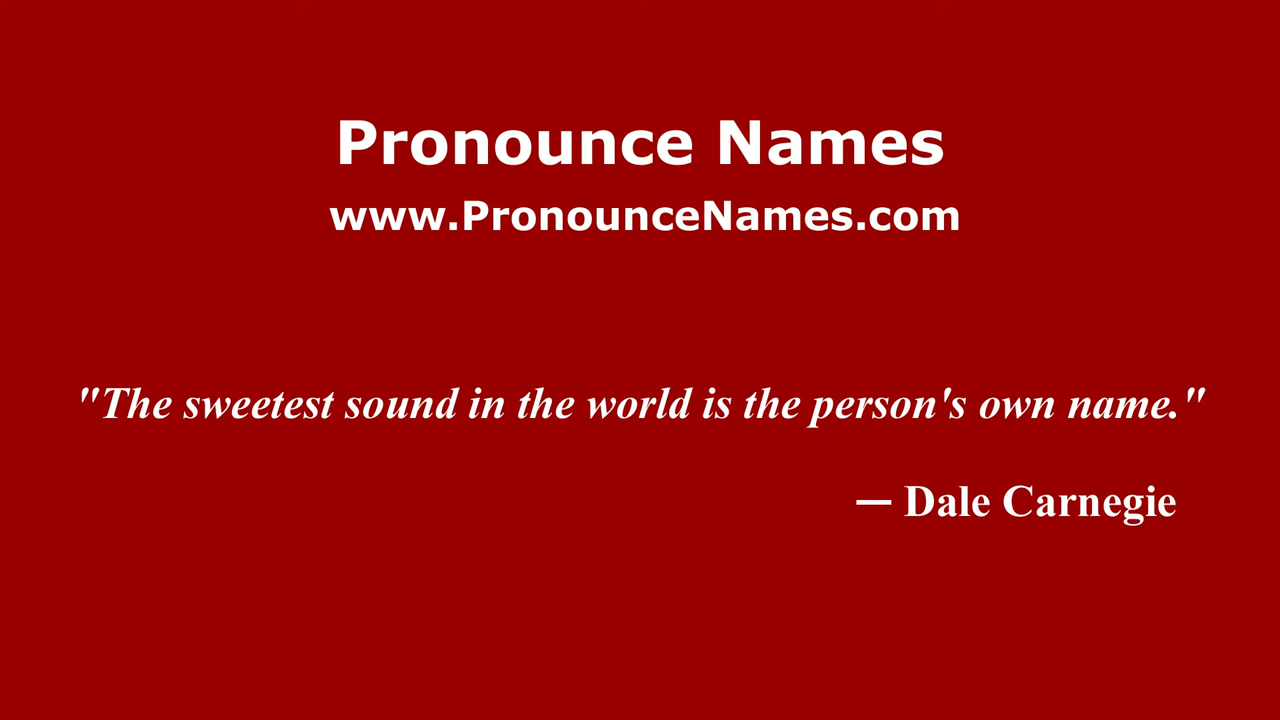 Pronounce Names
www.PronounceNames.com
"The sweetest sound in the world is the person's own name."
— Dale Carnegie